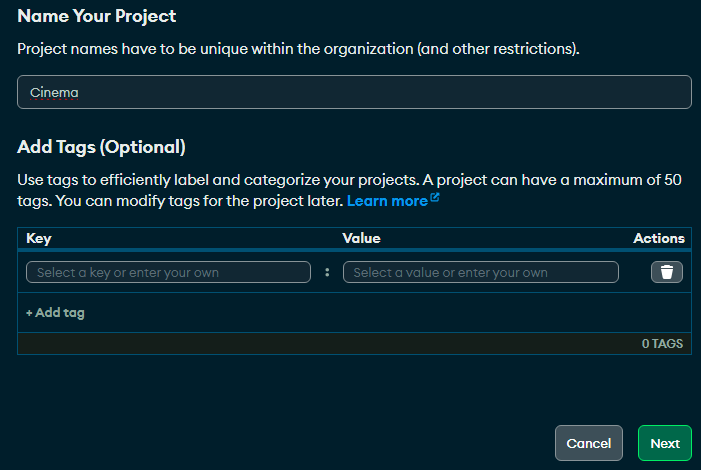 Name Your Project
Project names have to be unique within the organization (and other restrictions).
Cinema
Add Tags (Optional)
Use tags to efficiently label and categorize your projects. A project can have a maximum of 50
tags. You can modify tags for the project later. Learn more
Key Value Actions
Select a key or enter your own : Select a value or enter your own
+ Add tag
0 TAGS
Cancel Next